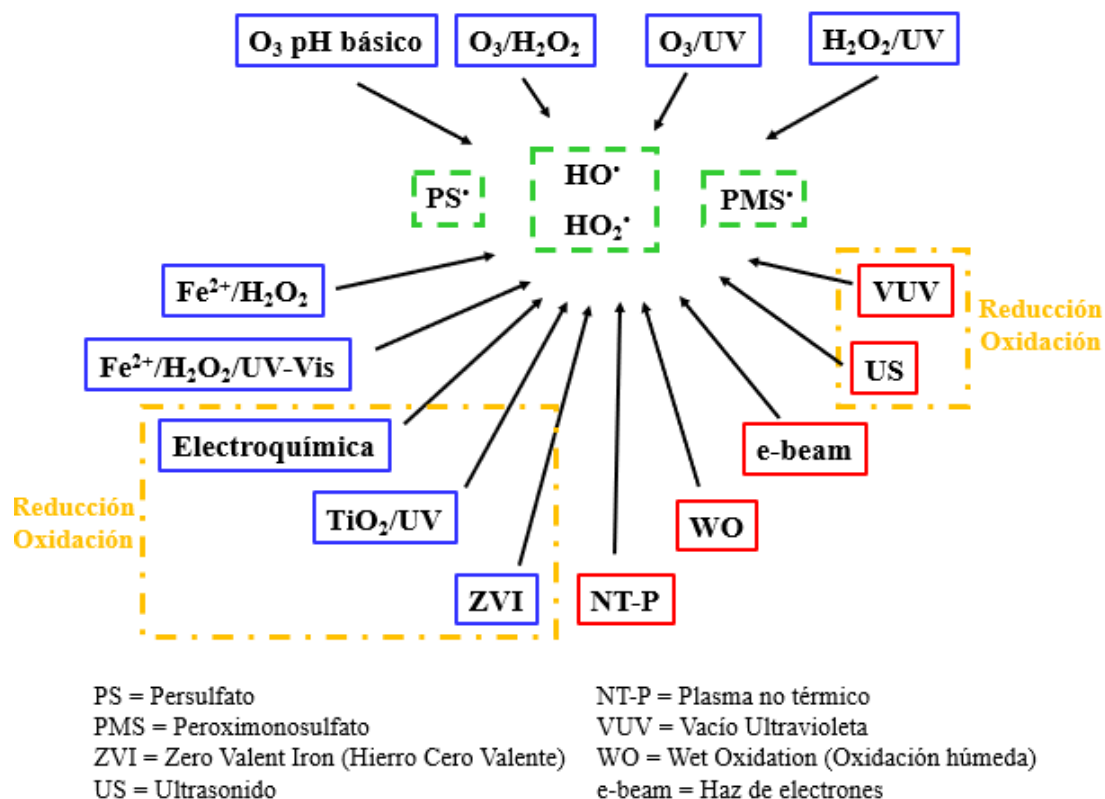 O₃ pH básico
O₃/H₂O₂
O₃/UV
H₂O₂/UV
HO•
HO₂•
PS•
PMS•
Fe²⁺/H₂O₂
VUV
Reducción
Oxidación
Fe²⁺/H₂O₂/UV-Vis
US
Electroquímica
e-beam
Reducción
Oxidación
TiO₂/UV
WO
ZVI
NT-P
PS = Persulfato
PMS = Peroximonosulfato
ZVI = Zero Valent Iron (Hierro Cero Valente)
US = Ultrasonido
NT-P = Plasma no térmico
VUV = Vacío Ultravioleta
WO = Wet Oxidation (Oxidación húmeda)
e-beam = Haz de electrones